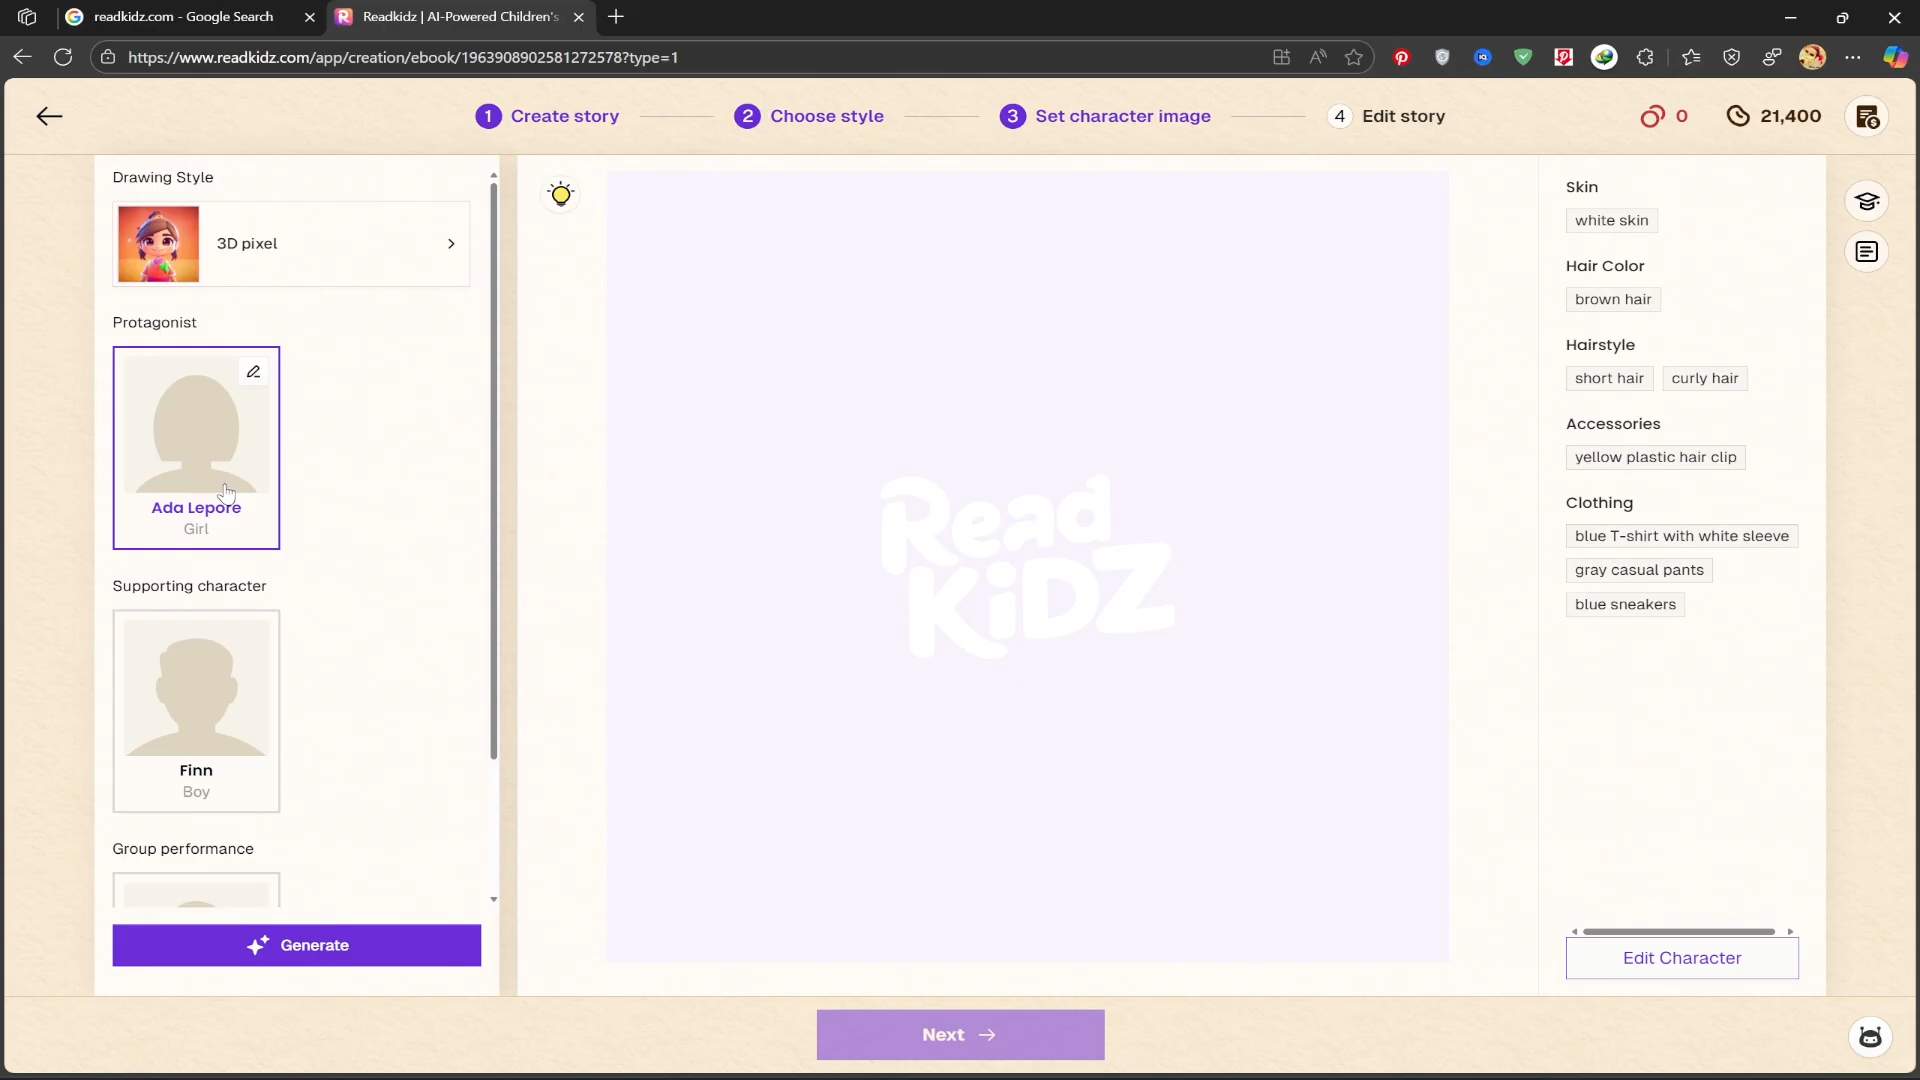 readkidz.com - Google Search
Readkidz | AI-Powered Children's
https://www.readkidz.com/app/creation/ebook/1963908902581272578?type=1
1 Create story
2 Choose style
3 Set character image
4 Edit story
0
21,400
Drawing Style
3D pixel
Protagonist
Ada Lepore
Girl
Supporting character
Finn
Boy
Group performance
Generate
Read
KiDZ
Skin
white skin
Hair Color
brown hair
Hairstyle
short hair
curly hair
Accessories
yellow plastic hair clip
Clothing
blue T-shirt with white sleeve
gray casual pants
blue sneakers
Edit Character
Next